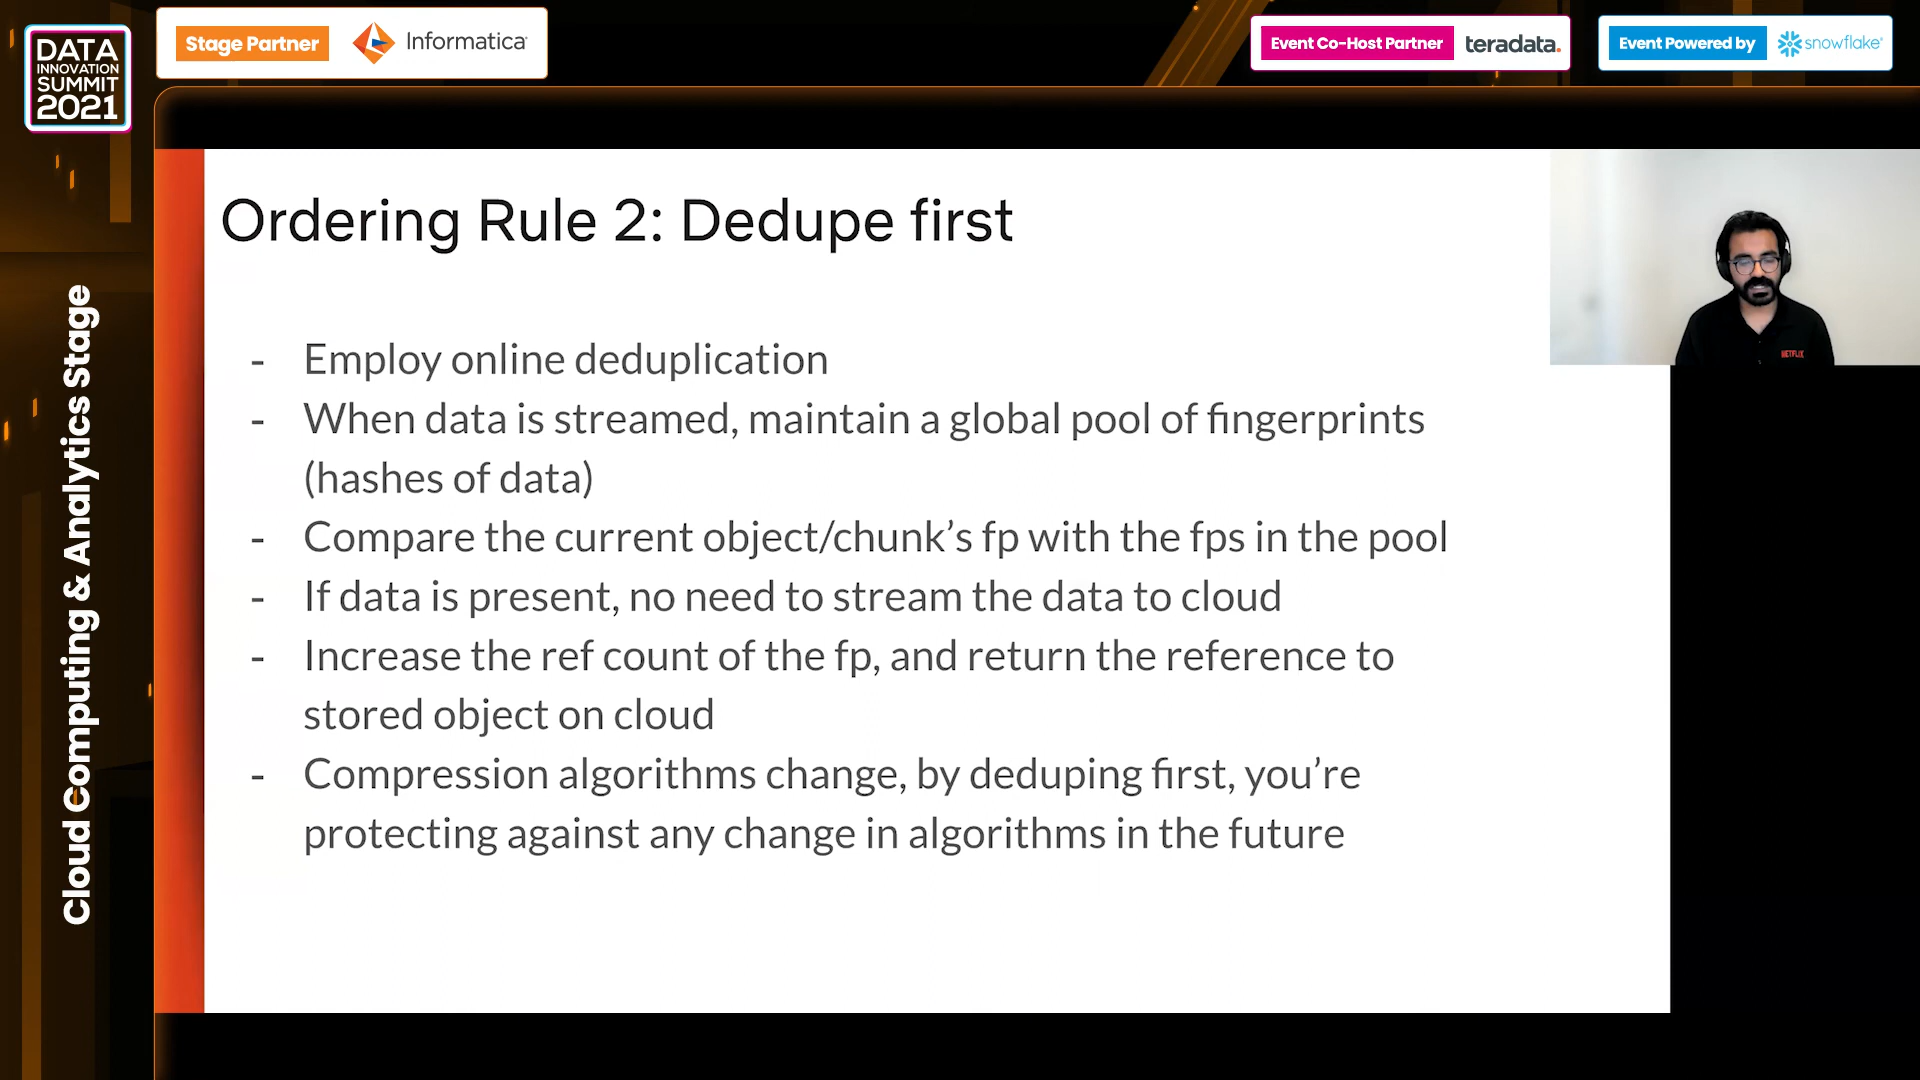 DATA
INNOVATION
SUMMIT
2021
Stage Partner
Informatica
Event Co-Host Partner
teradata.
Event Powered by
snowflake®
Cloud Computing & Analytics Stage
Ordering Rule 2: Dedupe first
- Employ online deduplication
- When data is streamed, maintain a global pool of fingerprints
(hashes of data)
- Compare the current object/chunk’s fp with the fps in the pool
- If data is present, no need to stream the data to cloud
- Increase the ref count of the fp, and return the reference to
stored object on cloud
- Compression algorithms change, by deduping first, you’re
protecting against any change in algorithms in the future
NETFLIX